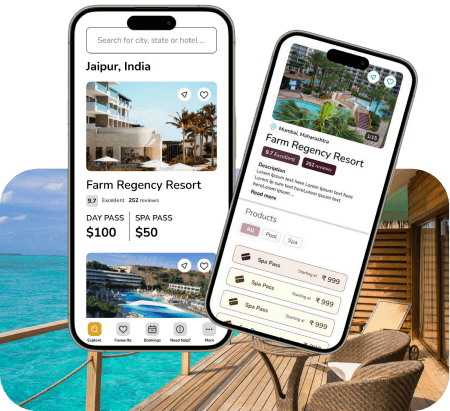 Search for city, state or hotel ...
Jaipur, India
Farm Regency Resort
9.7 Excellent 252 reviews
DAY PASS SPA PASS
$100 $50
Explore Favourite Bookings Need help? More
1/15
Mumbai, Maharashtra
Farm Regency Resort
9.7 Excellent 252 reviews
Description
Lorem Ipsum text here Lorem Ipsum text here
Lorem Ip sum text hereLorem Ipsum text
hereLorem Ipsum ...
Read more
Products
All Pool Spa
Spa Pass Starting at ₹ 999
Spa Pass Starting at ₹ 999
Spa Pass Starting at ₹ 999